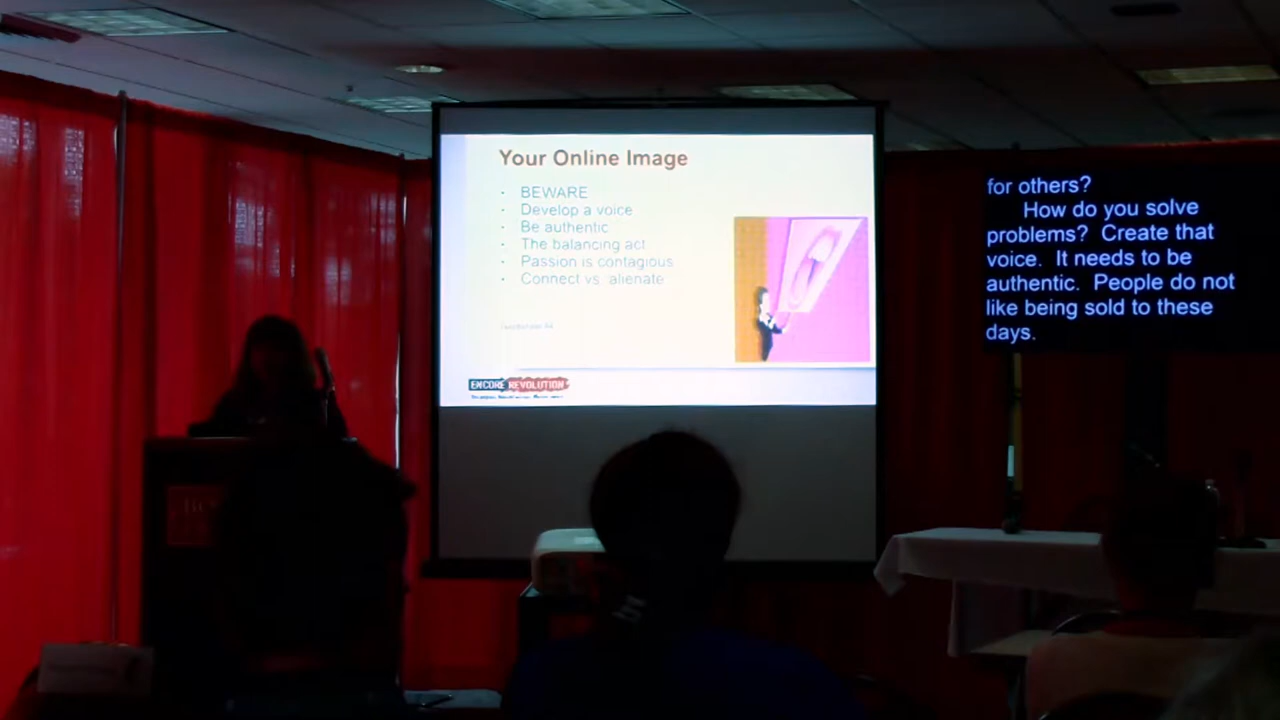 Your Online Image
· BEWARE
· Develop a voice
· Be authentic
· The balancing act
· Passion is contagious
· Connect vs. alienate
ENCORE REVOLUTION
for others?
How do you solve
problems? Create that
voice. It needs to be
authentic. People do not
like being sold to these
days.